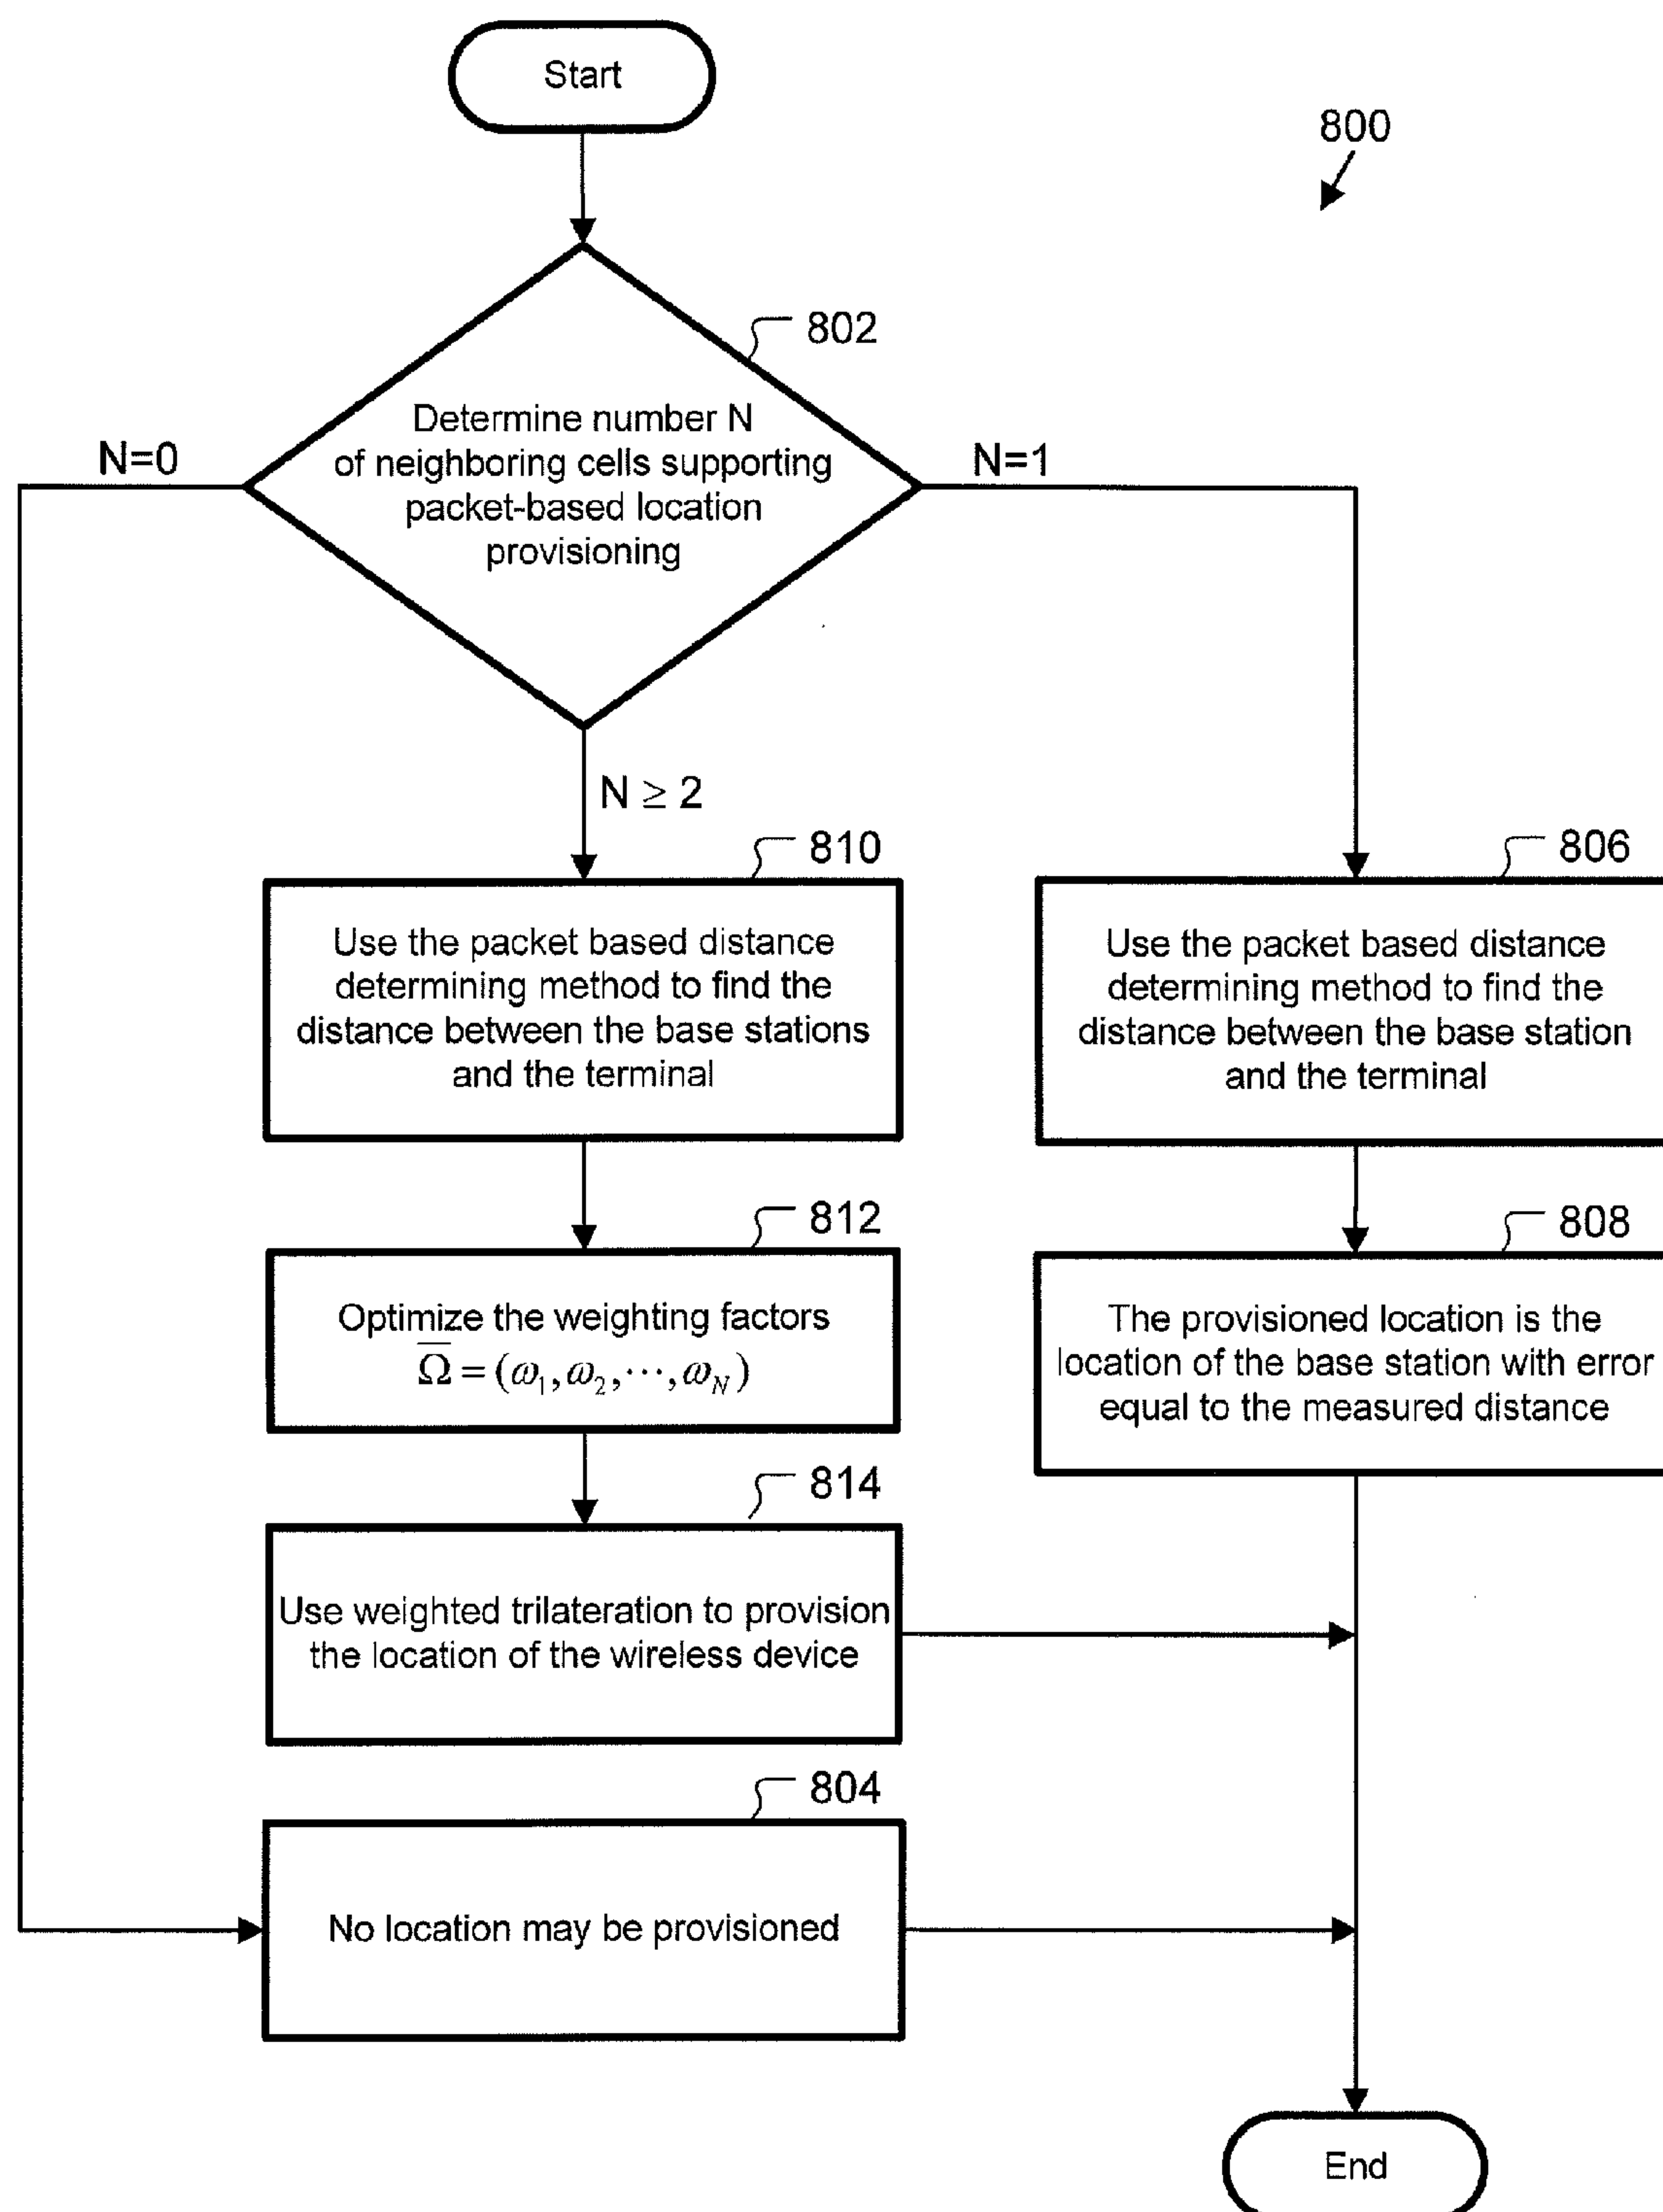 Start
800
802
Determine number N
of neighboring cells supporting
packet-based location
provisioning
N=0
N=1
N ≥ 2
810
Use the packet based distance
determining method to find the
distance between the base stations
and the terminal
806
Use the packet based distance
determining method to find the
distance between the base station
and the terminal
812
Optimize the weighting factors
Ω̅ = (ω₁, ω₂, ⋯, ω_N)
808
The provisioned location is the
location of the base station with error
equal to the measured distance
814
Use weighted trilateration to provision
the location of the wireless device
804
No location may be provisioned
End